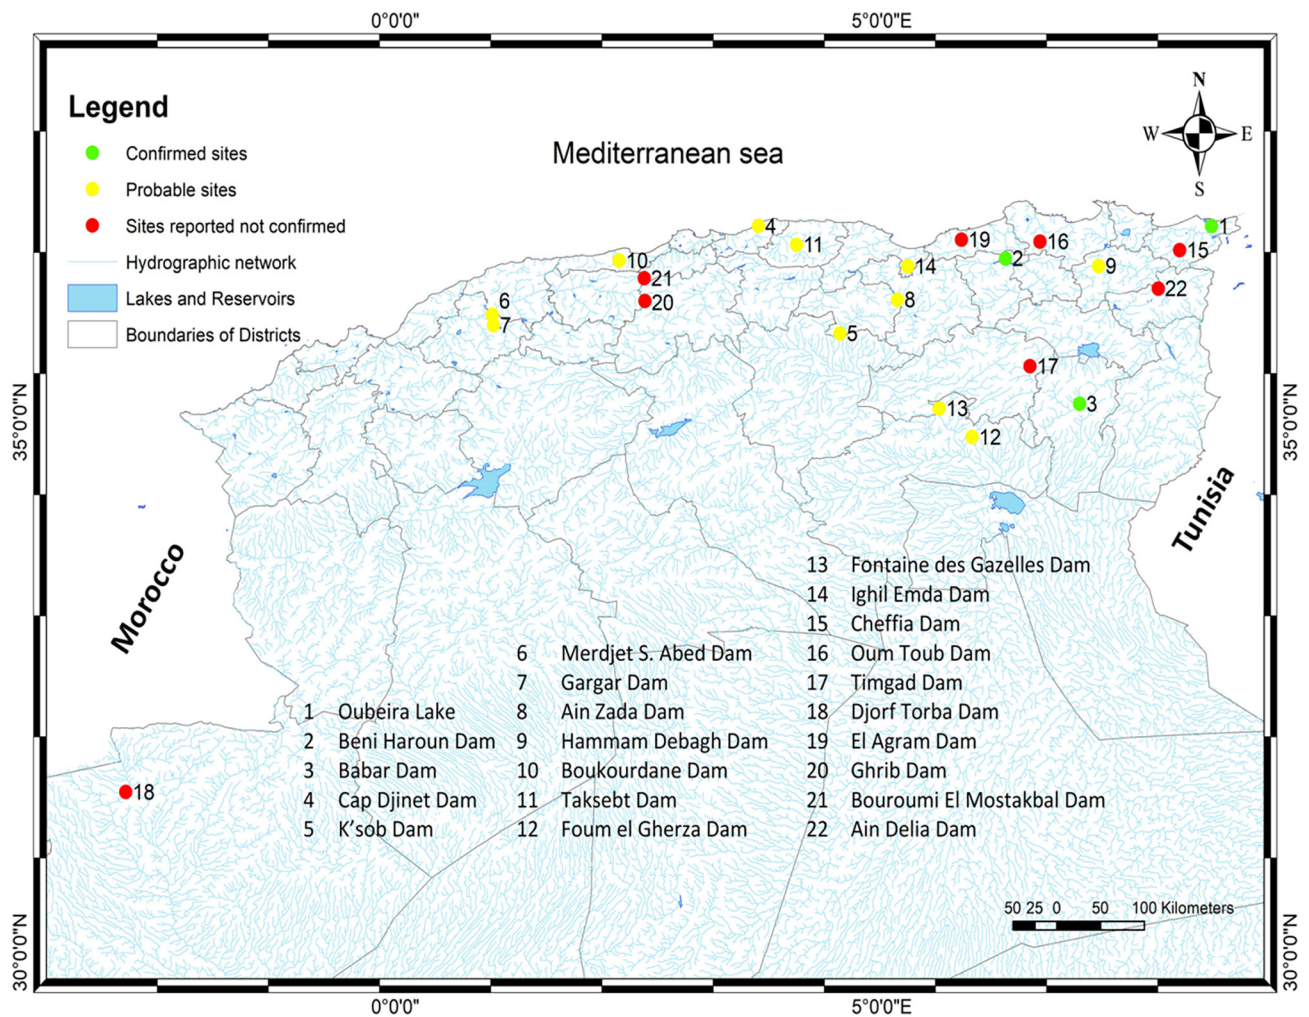 0°0'0" 5°0'0"E
N
W E
S
Legend
Confirmed sites
Probable sites
Sites reported not confirmed
Hydrographic network
Lakes and Reservoirs
Boundaries of Districts
Mediterranean sea
4
1
11
19
16
15
10
14
2
9
21
22
20
8
6
7
5
17
13
3
12
18
35°0'0"N
35°0'0"N
Morocco
Tunisia
1 Oubeira Lake
2 Beni Haroun Dam
3 Babar Dam
4 Cap Djinet Dam
5 K'sob Dam
6 Merdjet S. Abed Dam
7 Gargar Dam
8 Ain Zada Dam
9 Hammam Debagh Dam
10 Boukourdane Dam
11 Taksebt Dam
12 Foum el Gherza Dam
13 Fontaine des Gazelles Dam
14 Ighil Emda Dam
15 Cheffia Dam
16 Oum Toub Dam
17 Timgad Dam
18 Djorf Torba Dam
19 El Agram Dam
20 Ghrib Dam
21 Bouroumi El Mostakbal Dam
22 Ain Delia Dam
50 25 0 50 100 Kilometers
30°0'0"N
30°0'0"N
0°0'0" 5°0'0"E